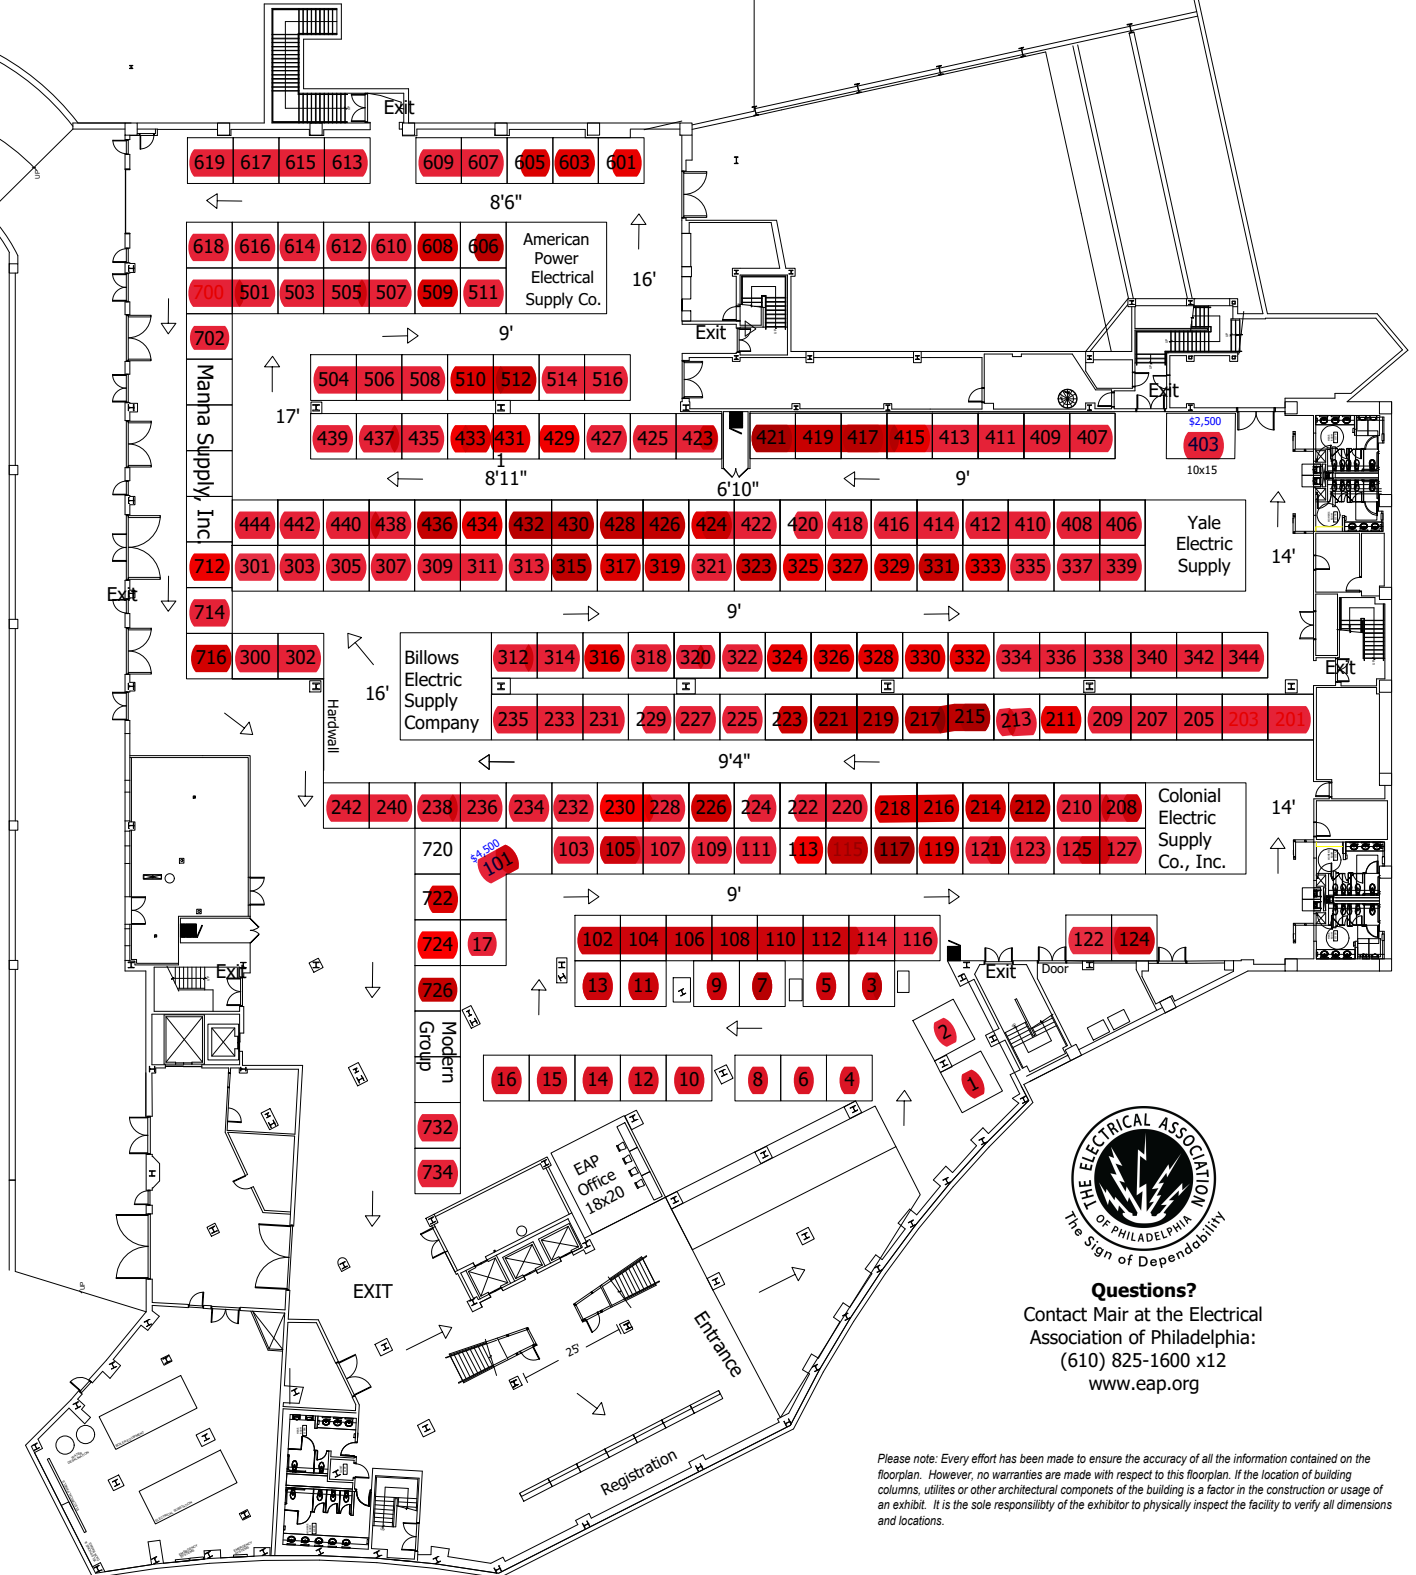 Exit
619 617 615 613 609 607 605 603 601
8'6"
618 616 614 612 610 608 606
American
Power
Electrical
Supply Co.
16'
700 501 503 505 507 509 511
702
9'
Exit
504 506 508 510 512 514 516
Exit
Manna Supply, Inc.
17'
439 437 435 433 431 429 427 425 423 421 419 417 415 413 411 409 407
$2,500
403
10x15
1
8'11"
6'10"
9'
444 442 440 438 436 434 432 430 428 426 424 422 420 418 416 414 412 410 408 406
Yale
Electric
Supply
14'
712 301 303 305 307 309 311 313 315 317 319 321 323 325 327 329 331 333 335 337 339
Exit
714
9'
716 300 302
Billows
Electric
Supply
Company
312 314 316 318 320 322 324 326 328 330 332 334 336 338 340 342 344
Exit
16'
Hardwall
235 233 231 229 227 225 223 221 219 217 215 213 211 209 207 205 203 201
9'4"
242 240 238 236 234 232 230 228 226 224 222 220 218 216 214 212 210 208
Colonial
Electric
Supply
Co., Inc.
14'
720
$4,500
101
103 105 107 109 111 113 115 117 119 121 123 125 127
722
9'
724 17
102 104 106 108 110 112 114 116
122 124
Exit
Exit
Door
726
13 11 9 7 5 3
2
Modern
Group
16 15 14 12 10 8 6 4
1
732
734
EAP
Office
18x20
EXIT
Entrance
25'
Registration
UP
UP
THE ELECTRICAL ASSOCIATION
OF PHILADELPHIA
The Sign of Dependability
Questions?
Contact Mair at the Electrical
Association of Philadelphia:
(610) 825-1600 x12
www.eap.org
Please note: Every effort has been made to ensure the accuracy of all the information contained on the
floorplan. However, no warranties are made with respect to this floorplan. If the location of building
columns, utilites or other architectural componets of the building is a factor in the construction or usage of
an exhibit. It is the sole responsilibty of the exhibitor to physically inspect the facility to verify all dimensions
and locations.